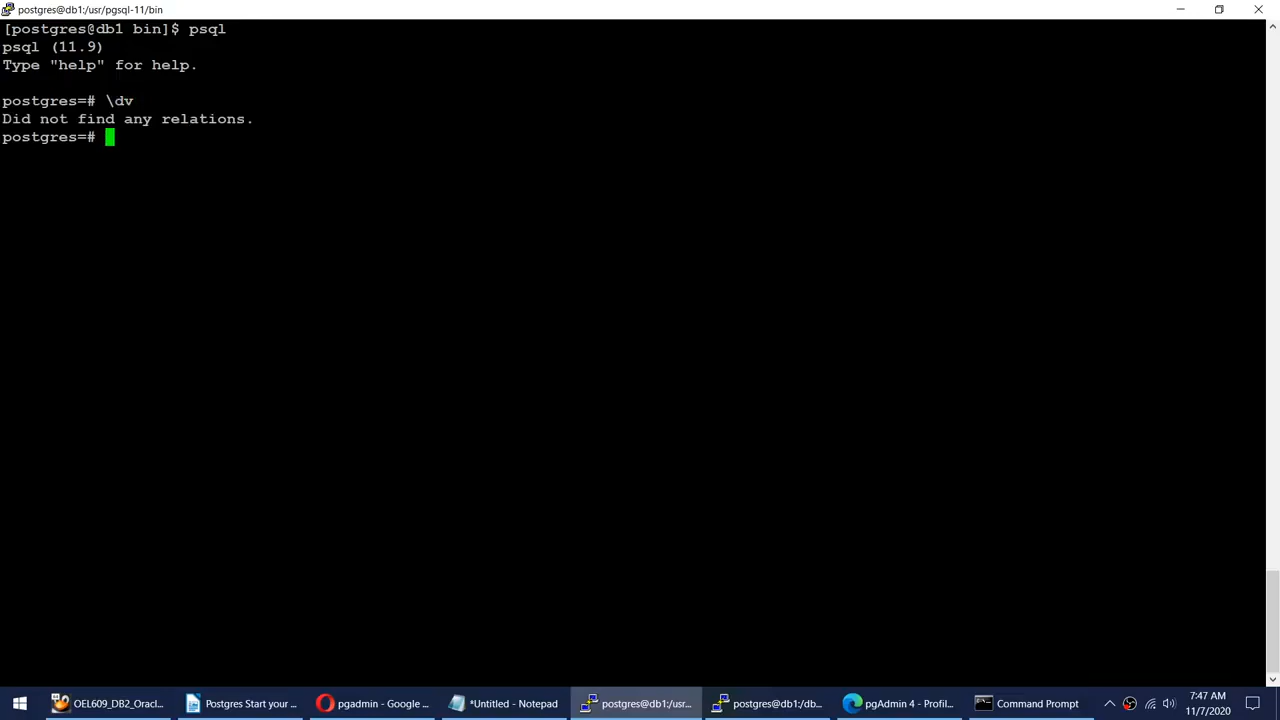 postgres@db1:/usr/pgsql-11/bin
[postgres@db1 bin]$ psql
psql (11.9)
Type "help" for help.
postgres=# \dv
Did not find any relations.
postgres=#
OEL609_DB2_Oracl...
Postgres Start your ...
pgadmin - Google ...
*Untitled - Notepad
postgres@db1:/usr...
postgres@db1:/db...
pgAdmin 4 - Profil...
Command Prompt
7:47 AM
11/7/2020